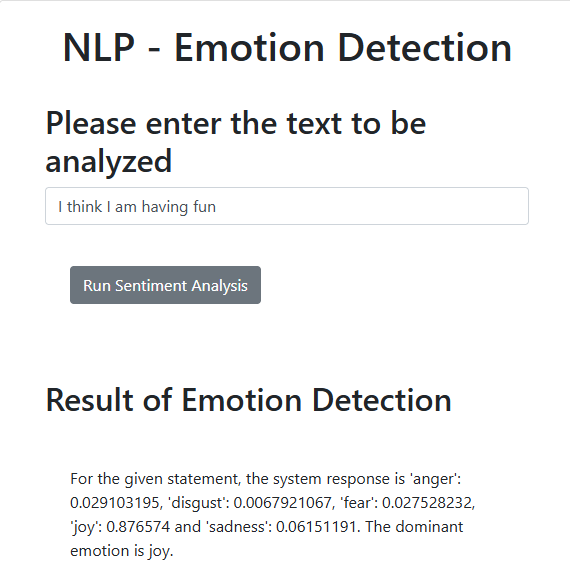 NLP - Emotion Detection
Please enter the text to be
analyzed
I think I am having fun
Run Sentiment Analysis
Result of Emotion Detection
For the given statement, the system response is 'anger':
0.029103195, 'disgust': 0.0067921067, 'fear': 0.027528232,
'joy': 0.876574 and 'sadness': 0.06151191. The dominant
emotion is joy.